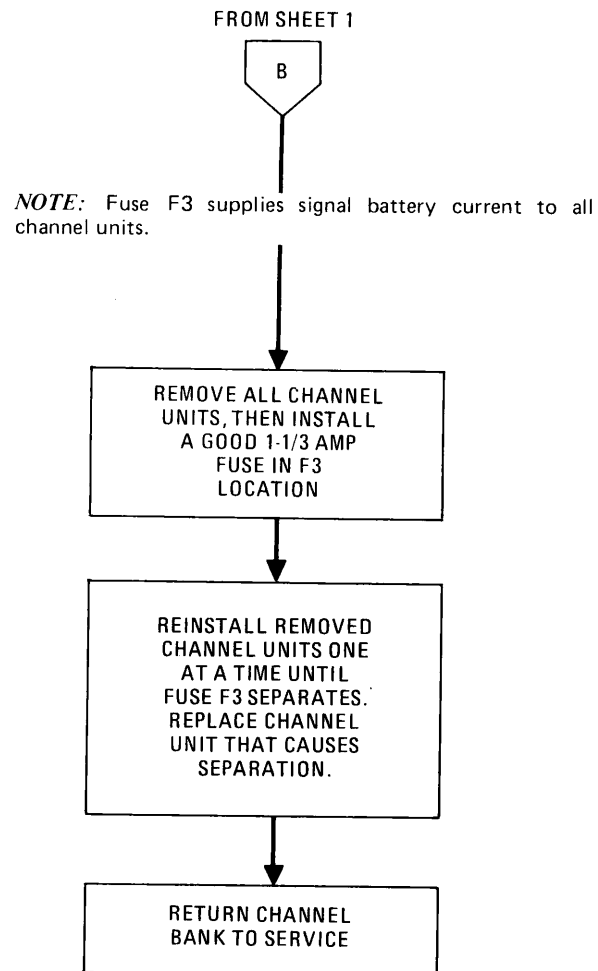 FROM SHEET 1
B
NOTE: Fuse F3 supplies signal battery current to all
channel units.
REMOVE ALL CHANNEL
UNITS, THEN INSTALL
A GOOD 1-1/3 AMP
FUSE IN F3
LOCATION
REINSTALL REMOVED
CHANNEL UNITS ONE
AT A TIME UNTIL
FUSE F3 SEPARATES.
REPLACE CHANNEL
UNIT THAT CAUSES
SEPARATION.
RETURN CHANNEL
BANK TO SERVICE